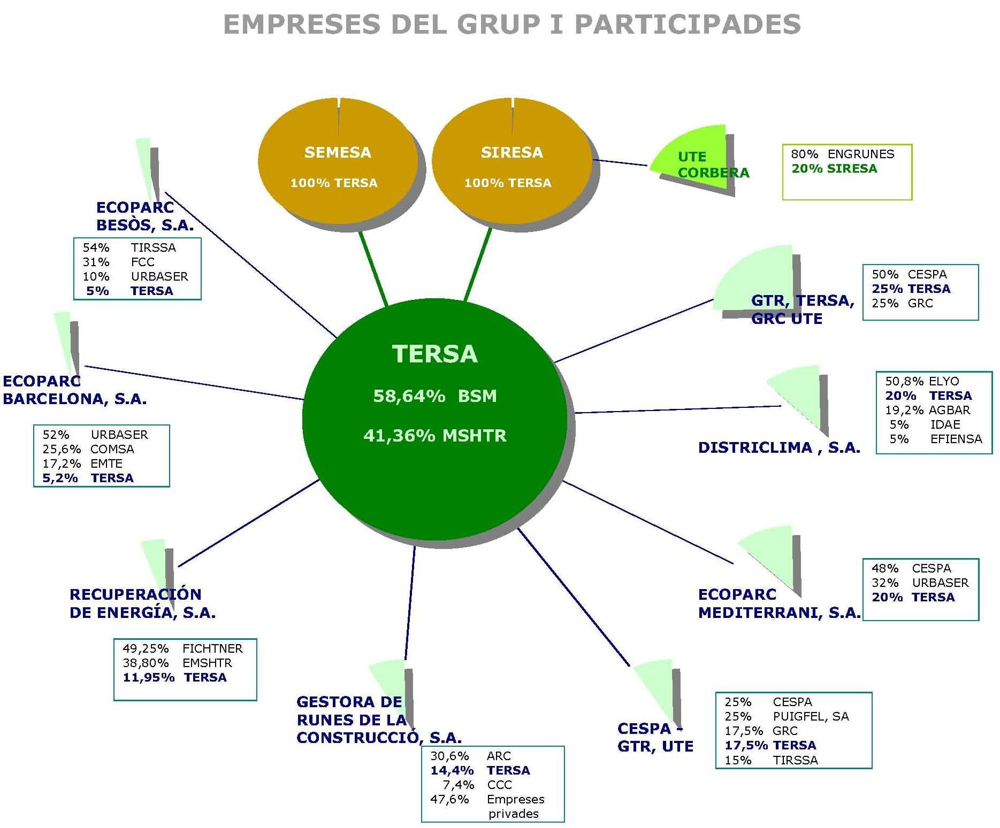 EMPRESES DEL GRUP I PARTICIPADES
SEMESA
100% TERSA
SIRESA
100% TERSA
UTE
CORBERA
80% ENGRUNES
20% SIRESA
ECOPARC
BESÒS, S.A.
54% TIRSSA
31% FCC
10% URBASER
5% TERSA
GTR, TERSA,
GRC UTE
50% CESPA
25% TERSA
25% GRC
TERSA
58,64% BSM
41,36% MSHTR
ECOPARC
BARCELONA, S.A.
52% URBASER
25,6% COMSA
17,2% EMTE
5,2% TERSA
DISTRICLIMA , S.A.
50,8% ELYO
20% TERSA
19,2% AGBAR
5% IDAE
5% EFIENSA
RECUPERACIÓN
DE ENERGÍA, S.A.
49,25% FICHTNER
38,80% EMSHTR
11,95% TERSA
ECOPARC
MEDITERRANI, S.A.
48% CESPA
32% URBASER
20% TERSA
GESTORA DE
RUNES DE LA
CONSTRUCCIÓ, S.A.
30,6% ARC
14,4% TERSA
7,4% CCC
47,6% Empreses
privades
CESPA –
GTR, UTE
25% CESPA
25% PUIGFEL, SA
17,5% GRC
17,5% TERSA
15% TIRSSA